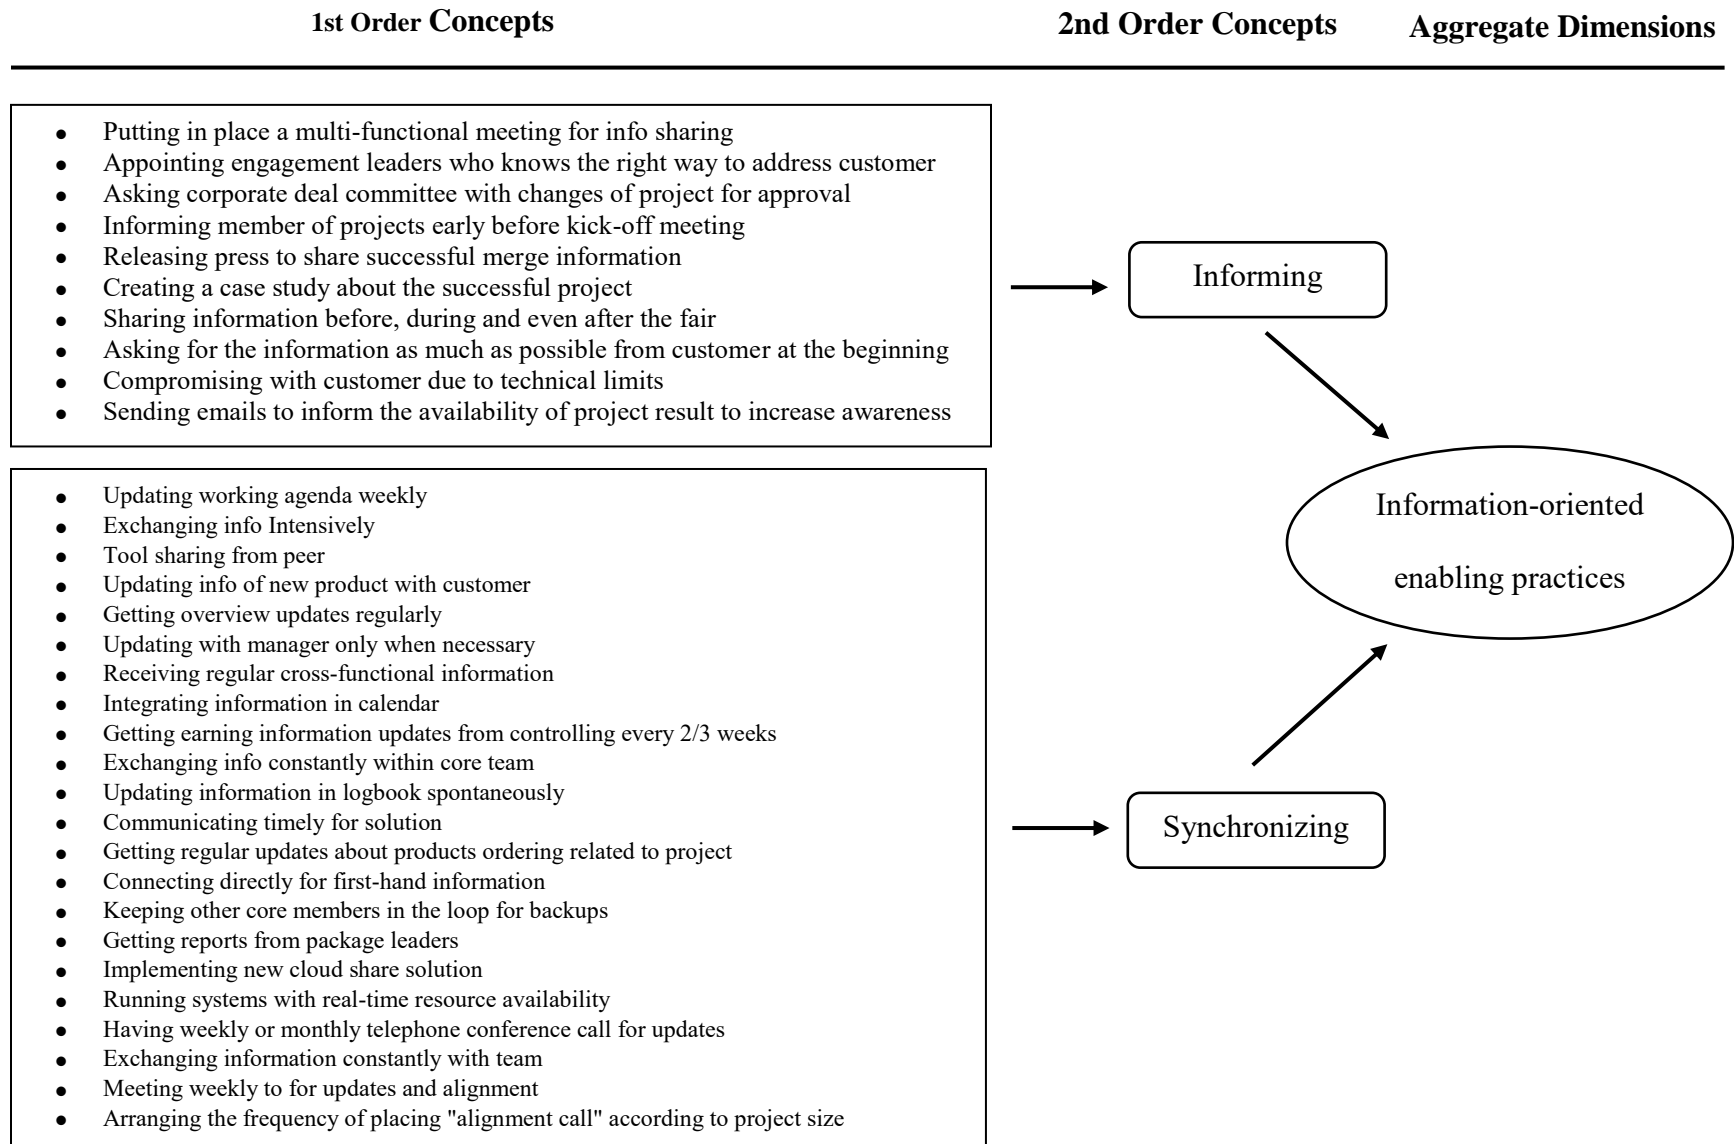 1st Order Concepts
2nd Order Concepts
Aggregate Dimensions
● Putting in place a multi-functional meeting for info sharing
● Appointing engagement leaders who knows the right way to address customer
● Asking corporate deal committee with changes of project for approval
● Informing member of projects early before kick-off meeting
● Releasing press to share successful merge information
● Creating a case study about the successful project
● Sharing information before, during and even after the fair
● Asking for the information as much as possible from customer at the beginning
● Compromising with customer due to technical limits
● Sending emails to inform the availability of project result to increase awareness
Informing
● Updating working agenda weekly
● Exchanging info Intensively
● Tool sharing from peer
● Updating info of new product with customer
● Getting overview updates regularly
● Updating with manager only when necessary
● Receiving regular cross-functional information
● Integrating information in calendar
● Getting earning information updates from controlling every 2/3 weeks
● Exchanging info constantly within core team
● Updating information in logbook spontaneously
● Communicating timely for solution
● Getting regular updates about products ordering related to project
● Connecting directly for first-hand information
● Keeping other core members in the loop for backups
● Getting reports from package leaders
● Implementing new cloud share solution
● Running systems with real-time resource availability
● Having weekly or monthly telephone conference call for updates
● Exchanging information constantly with team
● Meeting weekly to for updates and alignment
● Arranging the frequency of placing "alignment call" according to project size
Synchronizing
Information-oriented
enabling practices